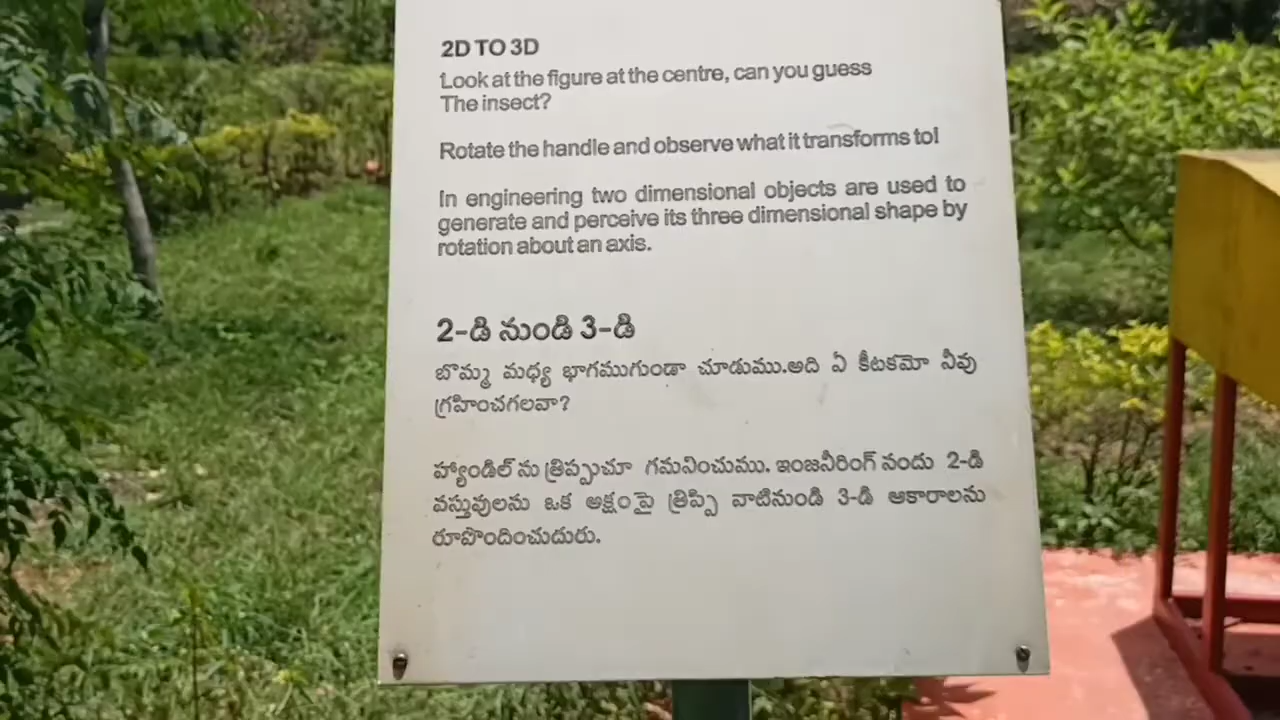 2D TO 3D
Look at the figure at the centre, can you guess
The insect?
Rotate the handle and observe what it transforms to!
In engineering two dimensional objects are used to
generate and perceive its three dimensional shape by
rotation about an axis.
2-డి నుండి 3-డి
బొమ్మ మధ్య భాగముగుండా చూడుము.అది ఏ కీటకమో నీవు
గ్రహించగలవా?
హ్యాండిల్ ను త్రిప్పుచూ గమనించుము. ఇంజనీరింగ్ నందు 2-డి
వస్తువులను ఒక అక్షంపై త్రిప్పి వాటినుండి 3-డి ఆకారాలను
రూపొందించుదురు.